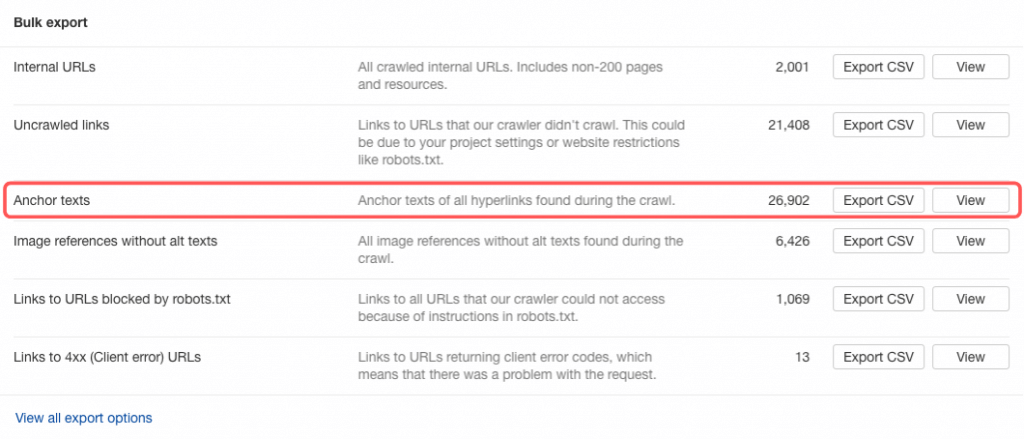 Bulk export
Internal URLs All crawled internal URLs. Includes non-200 pages 2,001 Export CSV View
and resources.
Uncrawled links Links to URLs that our crawler didn't crawl. This could 21,408 Export CSV View
be due to your project settings or website restrictions
like robots.txt.
Anchor texts Anchor texts of all hyperlinks found during the crawl. 26,902 Export CSV View
Image references without alt texts All image references without alt texts found during the 6,426 Export CSV View
crawl.
Links to URLs blocked by robots.txt Links to all URLs that our crawler could not access 1,069 Export CSV View
because of instructions in robots.txt.
Links to 4xx (Client error) URLs Links to URLs returning client error codes, which 13 Export CSV View
means that there was a problem with the request.
View all export options